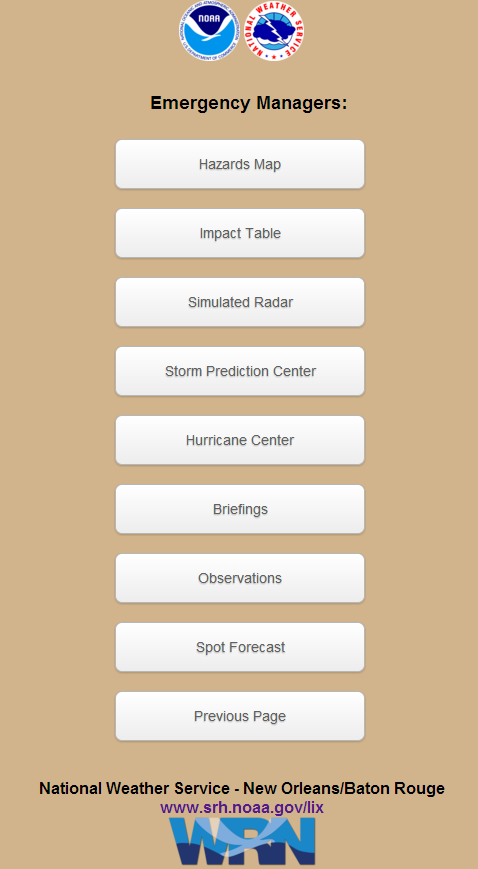 NOAA
NATIONAL WEATHER SERVICE
Emergency Managers:
Hazards Map
Impact Table
Simulated Radar
Storm Prediction Center
Hurricane Center
Briefings
Observations
Spot Forecast
Previous Page
National Weather Service - New Orleans/Baton Rouge
www.srh.noaa.gov/lix
WRN